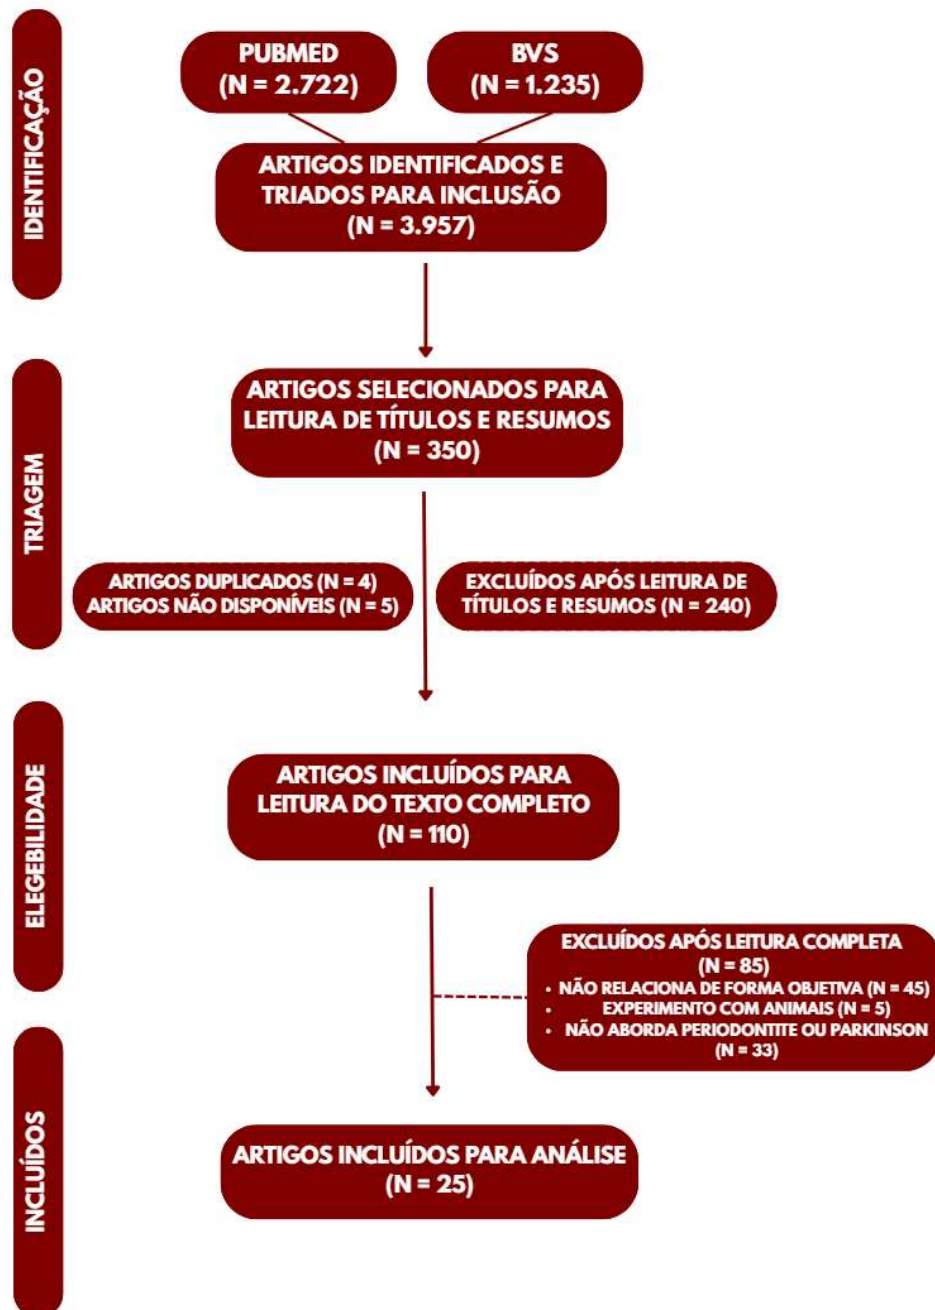 IDENTIFICAÇÃO
PUBMED
(N = 2.722)
BVS
(N = 1.235)
ARTIGOS IDENTIFICADOS E
TRIADOS PARA INCLUSÃO
(N = 3.957)
TRIAGEM
ARTIGOS SELECIONADOS PARA
LEITURA DE TÍTULOS E RESUMOS
(N = 350)
ARTIGOS DUPLICADOS (N = 4)
ARTIGOS NÃO DISPONÍVEIS (N = 5)
EXCLUÍDOS APÓS LEITURA DE
TÍTULOS E RESUMOS (N = 240)
ELEGEBILIDADE
ARTIGOS INCLUÍDOS PARA
LEITURA DO TEXTO COMPLETO
(N = 110)
EXCLUÍDOS APÓS LEITURA COMPLETA
(N = 85)
• NÃO RELACIONA DE FORMA OBJETIVA (N = 45)
• EXPERIMENTO COM ANIMAIS (N = 5)
• NÃO ABORDA PERIODONTITE OU PARKINSON
(N = 33)
INCLUÍDOS
ARTIGOS INCLUÍDOS PARA ANÁLISE
(N = 25)